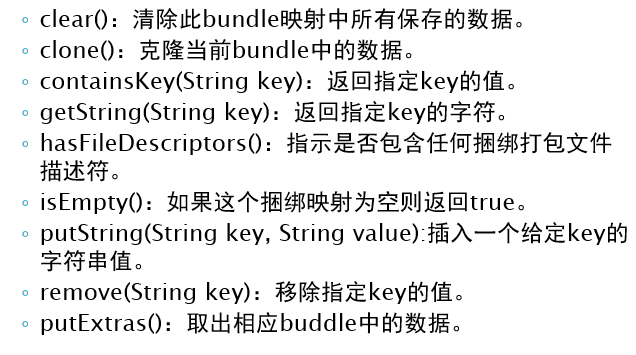 ◦ clear()：清除此bundle映射中所有保存的数据。
◦ clone()：克隆当前bundle中的数据。
◦ containsKey(String key)：返回指定key的值。
◦ getString(String key)：返回指定key的字符。
◦ hasFileDescriptors()：指示是否包含任何捆绑打包文件
描述符。
◦ isEmpty()：如果这个捆绑映射为空则返回true。
◦ putString(String key, String value):插入一个给定key的
字符串值。
◦ remove(String key)：移除指定key的值。
◦ putExtras()：取出相应buddle中的数据。